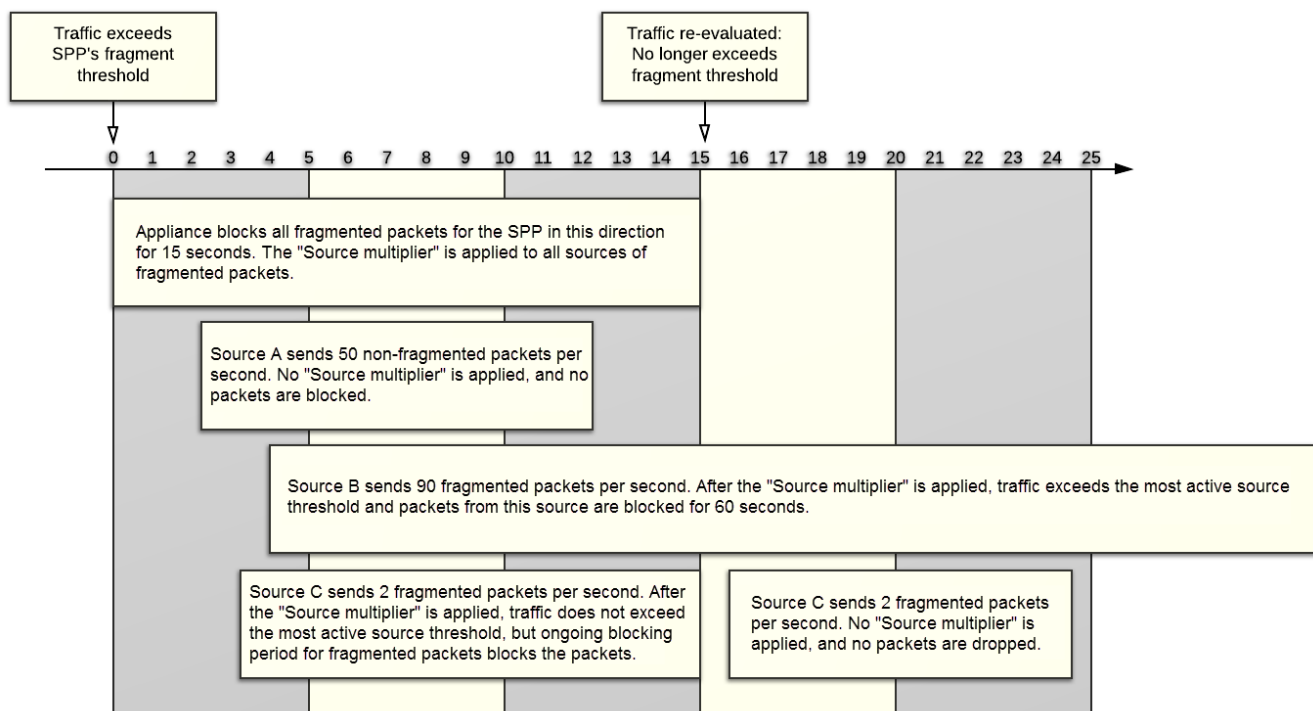 Traffic exceeds
SPP's fragment
threshold
Traffic re-evaluated:
No longer exceeds
fragment threshold
0 1 2 3 4 5 6 7 8 9 10 11 12 13 14 15 16 17 18 19 20 21 22 23 24 25
Appliance blocks all fragmented packets for the SPP in this direction
for 15 seconds. The "Source multiplier" is applied to all sources of
fragmented packets.
Source A sends 50 non-fragmented packets per
second. No "Source multiplier" is applied, and no
packets are blocked.
Source B sends 90 fragmented packets per second. After the "Source multiplier" is applied, traffic exceeds the most active source
threshold and packets from this source are blocked for 60 seconds.
Source C sends 2 fragmented packets per second. After
the "Source multiplier" is applied, traffic does not exceed
the most active source threshold, but ongoing blocking
period for fragmented packets blocks the packets.
Source C sends 2 fragmented packets
per second. No "Source multiplier" is
applied, and no packets are dropped.